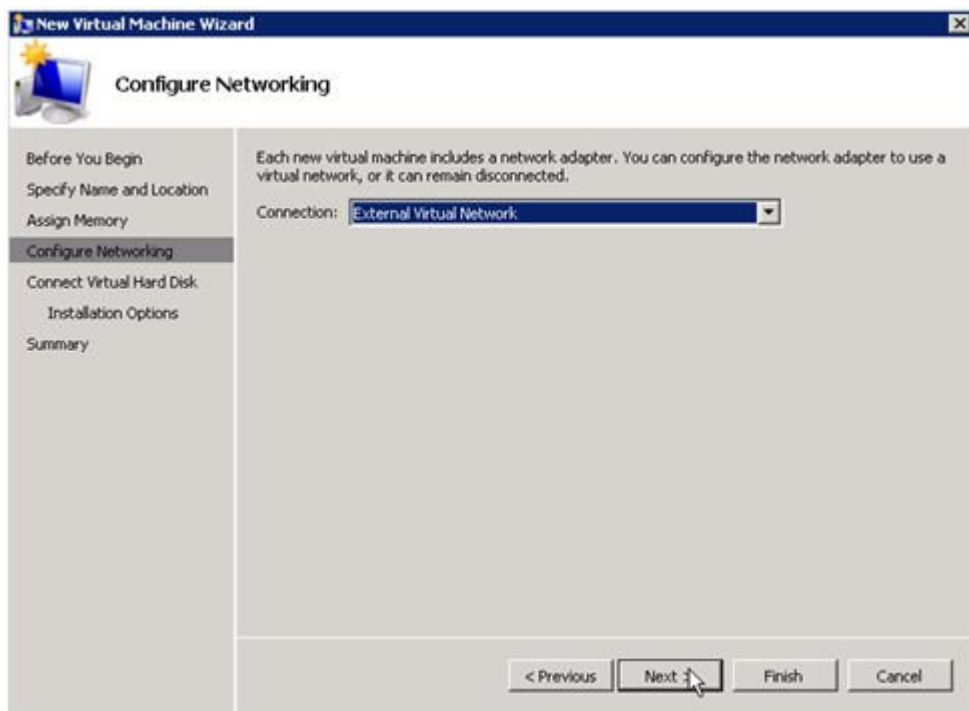 New Virtual Machine Wizard
Configure Networking
Before You Begin
Specify Name and Location
Assign Memory
Configure Networking
Connect Virtual Hard Disk
Installation Options
Summary
Each new virtual machine includes a network adapter. You can configure the network adapter to use a
virtual network, or it can remain disconnected.
Connection: External Virtual Network
< Previous
Next >
Finish
Cancel